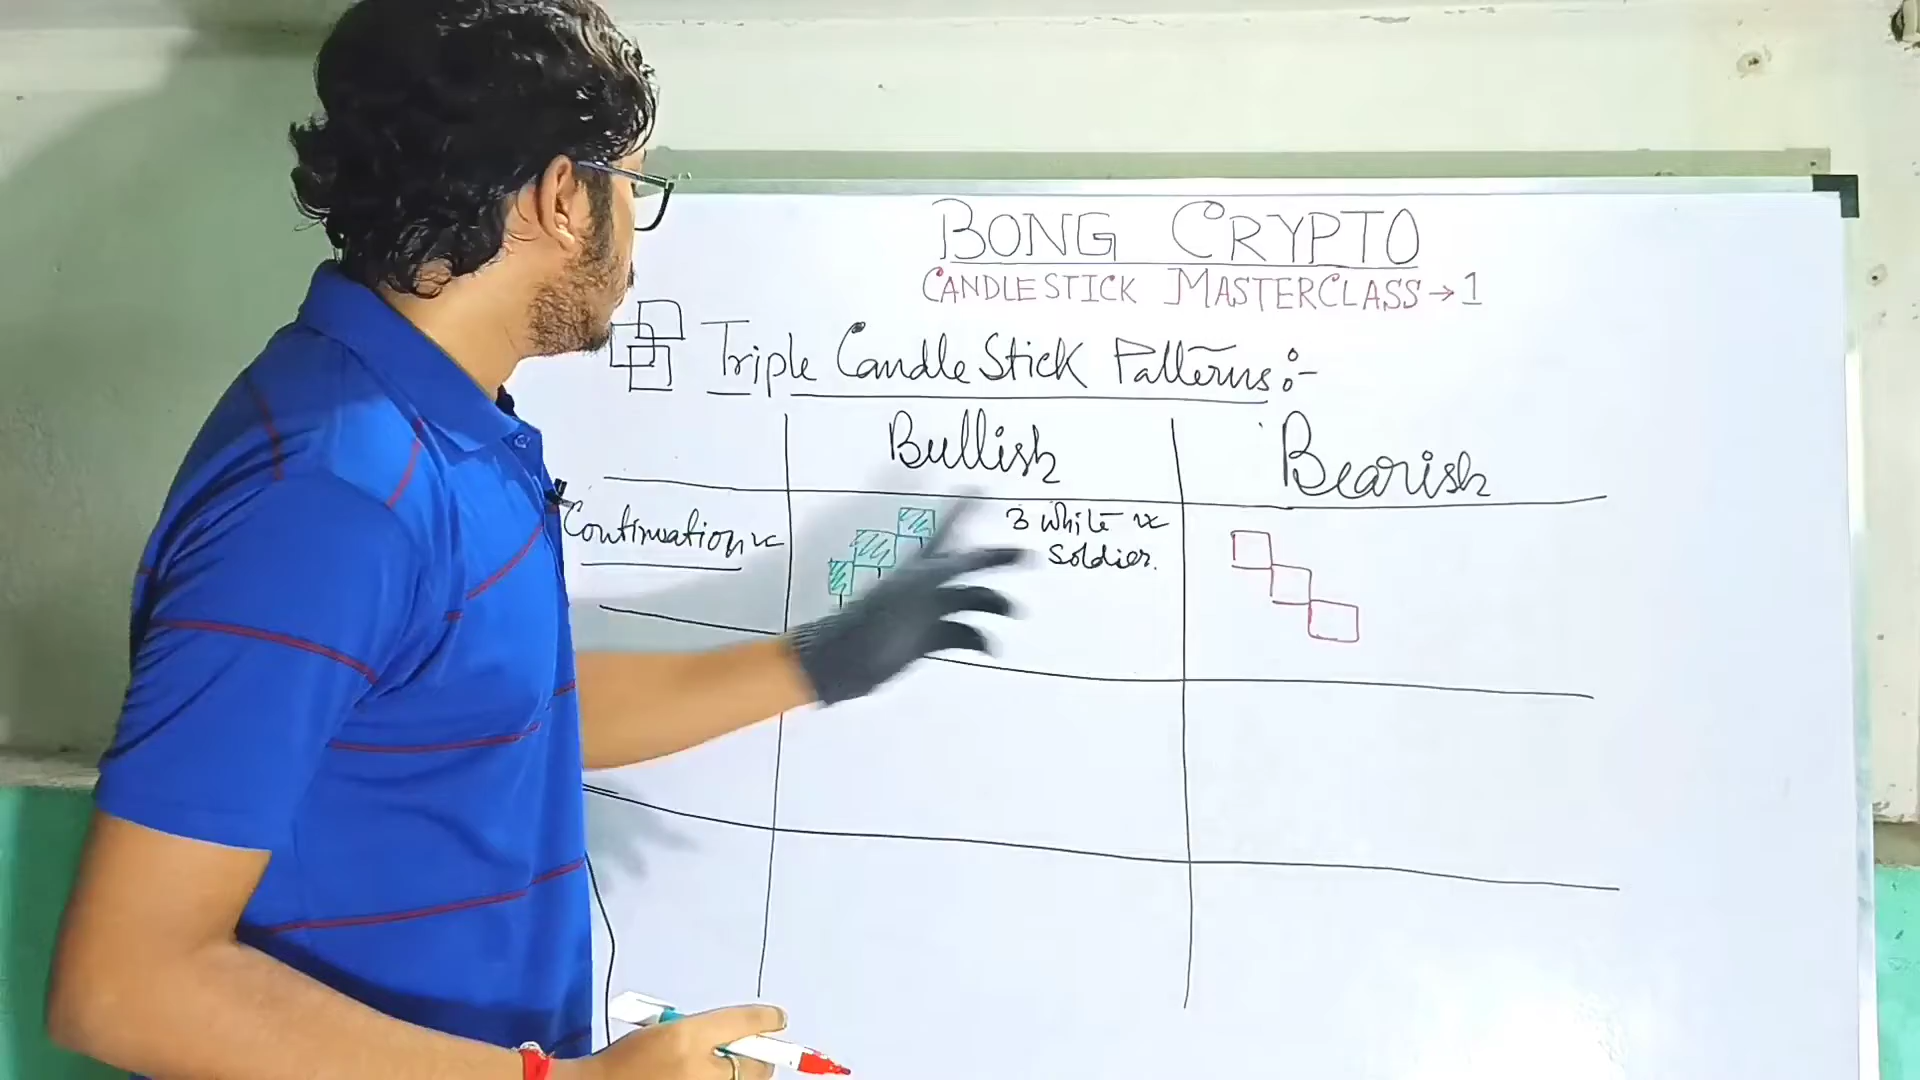 BONG CRYPTO
CANDLESTICK MASTERCLASS → 1
Triple Candle Stick Patterns :-
Bullish
Bearish
Continuation
3 white
Soldier.